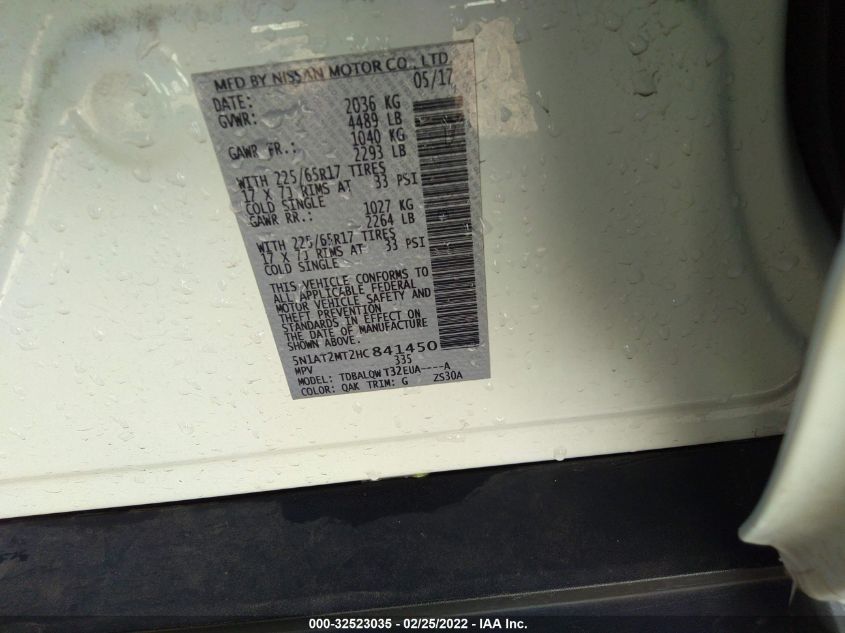 MFD BY NISSAN MOTOR CO., LTD
DATE: 05/17
GVWR: 2036 KG
4489 LB
GAWR FR.: 1040 KG
2293 LB
WITH 225/65R17 TIRES
17 X 7J RIMS AT 33 PSI
COLD SINGLE
GAWR RR.: 1027 KG
2264 LB
WITH 225/65R17 TIRES
17 X 7J RIMS AT 33 PSI
COLD SINGLE
THIS VEHICLE CONFORMS TO
ALL APPLICABLE FEDERAL
MOTOR VEHICLE SAFETY AND
THEFT PREVENTION
STANDARDS IN EFFECT ON
THE DATE OF MANUFACTURE
SHOWN ABOVE.
5N1AT2MT2HC841450
MPV 335
MODEL: TDBALQWT32EUA----A
COLOR: QAK TRIM: G ZS30A
000-32523035 - 02/25/2022 - IAA Inc.